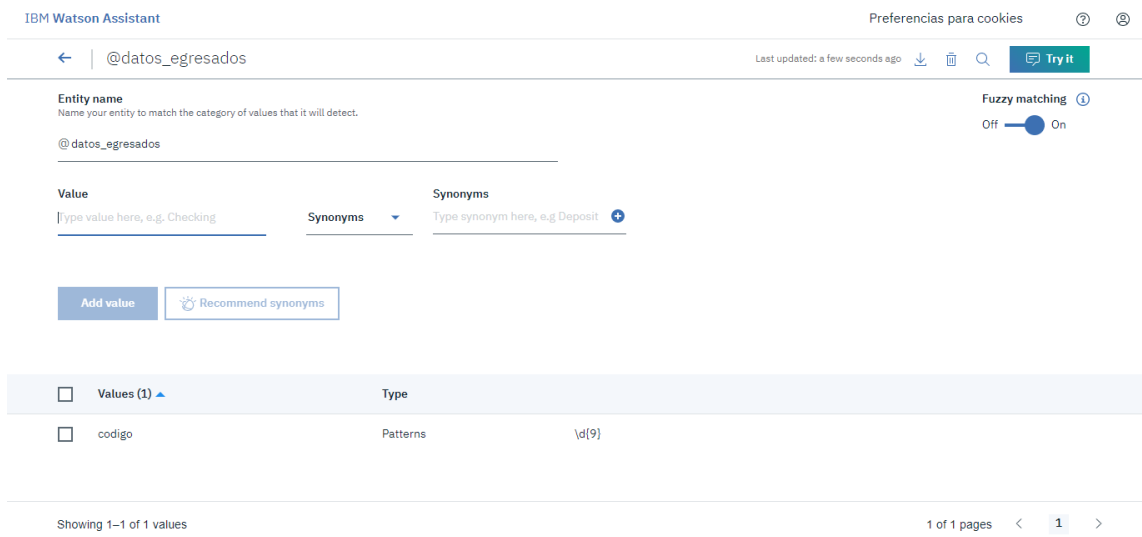 IBM Watson Assistant Preferencias para cookies
@datos_egresados Last updated: a few seconds ago Try it
Entity name
Name your entity to match the category of values that it will detect.
Fuzzy matching
Off On
@datos_egresados
Value Synonyms
Type value here, e.g. Checking Synonyms Type synonym here, e.g Deposit
Add value Recommend synonyms
Values (1) Type
codigo Patterns \d{9}
Showing 1–1 of 1 values 1 of 1 pages 1